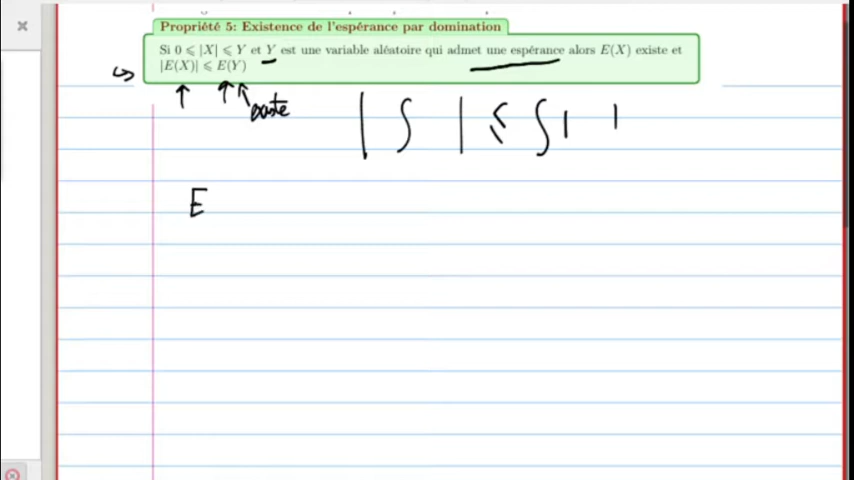 Propriété 5: Existence de l'espérance par domination
Si 0 ⩽ |X| ⩽ Y et Y est une variable aléatoire qui admet une espérance alors E(X) existe et
|E(X)| ⩽ E(Y)
existe
| ∫ | ≤ ∫ | |
E